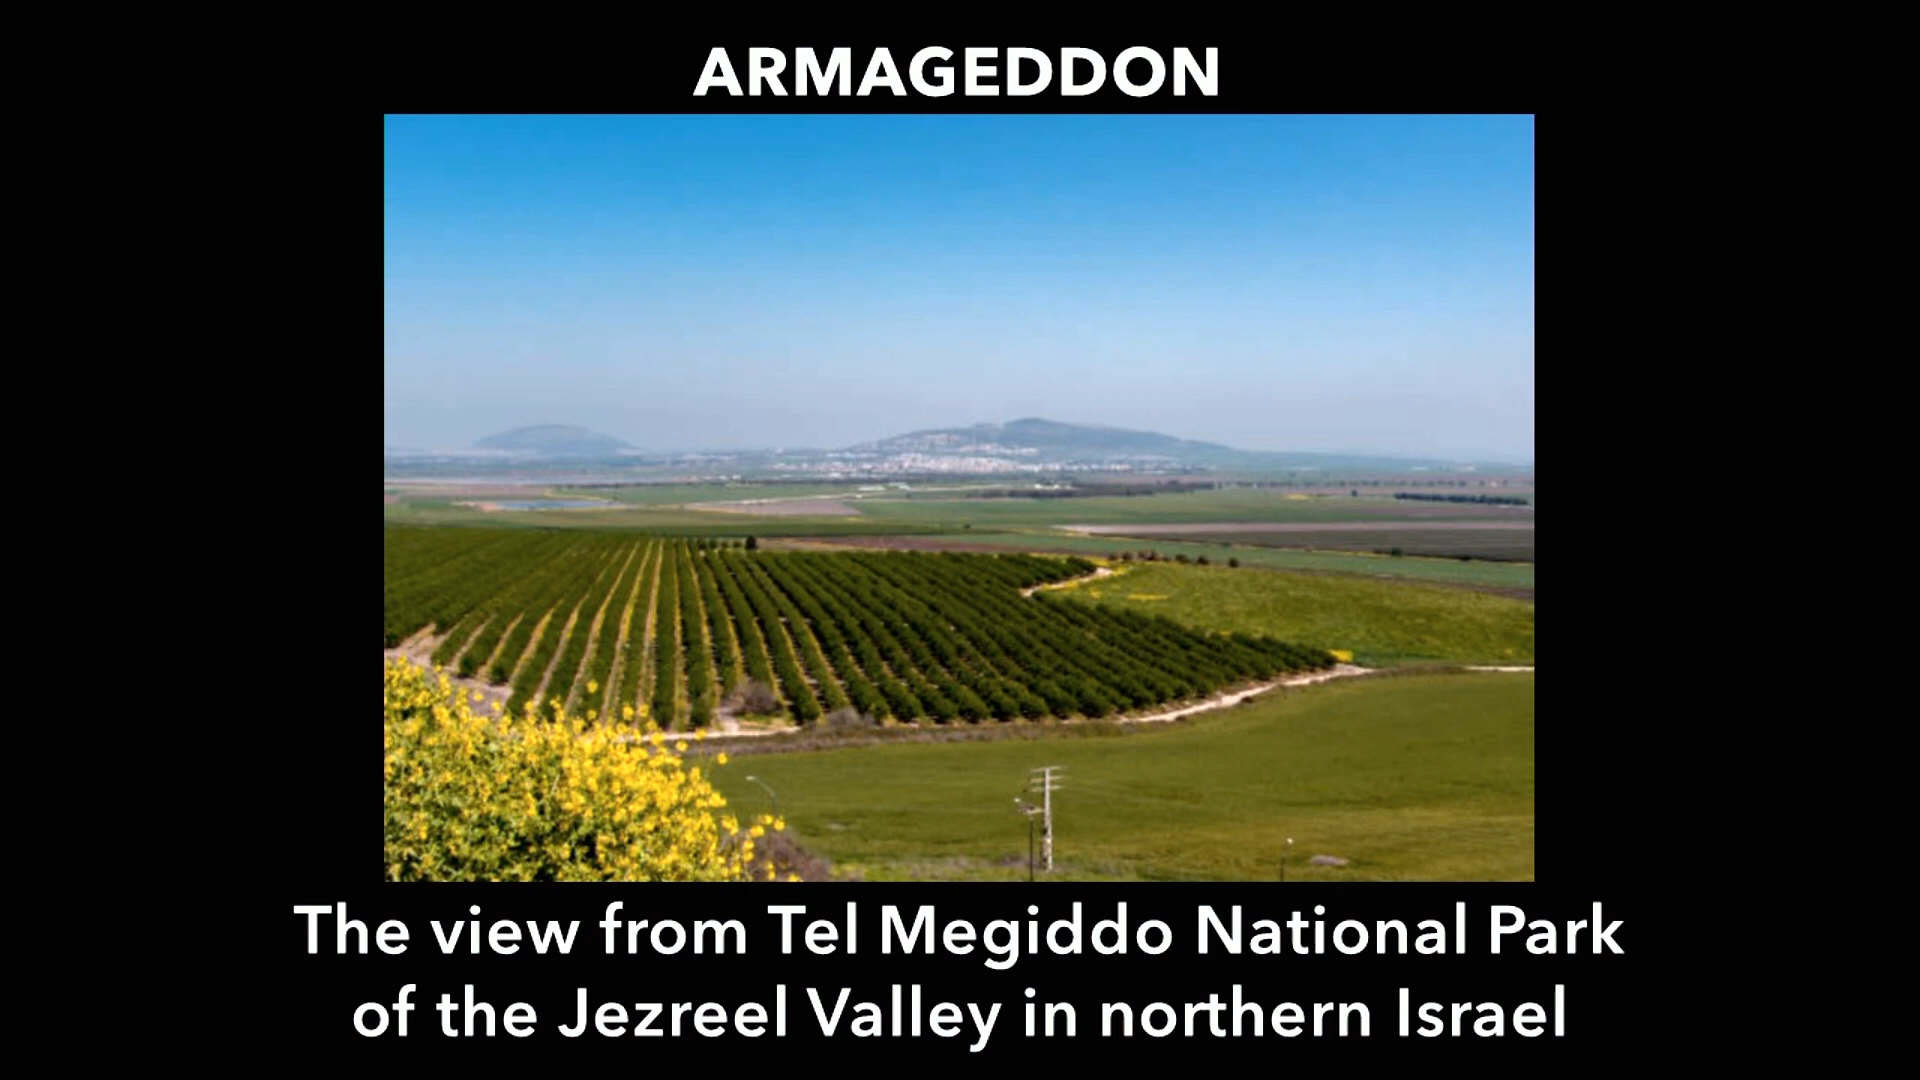 ARMAGEDDON
The view from Tel Megiddo National Park
of the Jezreel Valley in northern Israel